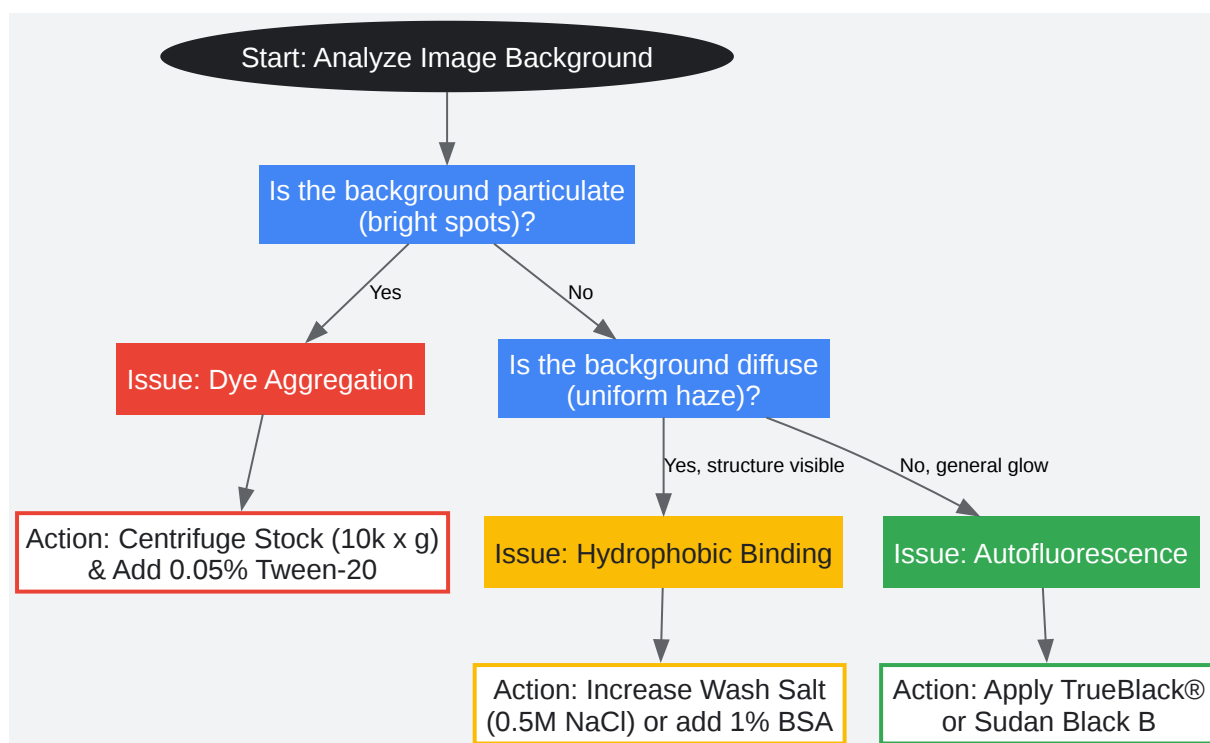 Start: Analyze Image Background
Is the background particulate
(bright spots)?
Yes
No
Issue: Dye Aggregation
Is the background diffuse
(uniform haze)?
Yes, structure visible
No, general glow
Action: Centrifuge Stock (10k x g)
& Add 0.05% Tween-20
Issue: Hydrophobic Binding
Issue: Autofluorescence
Action: Increase Wash Salt
(0.5M NaCl) or add 1% BSA
Action: Apply TrueBlack®
or Sudan Black B